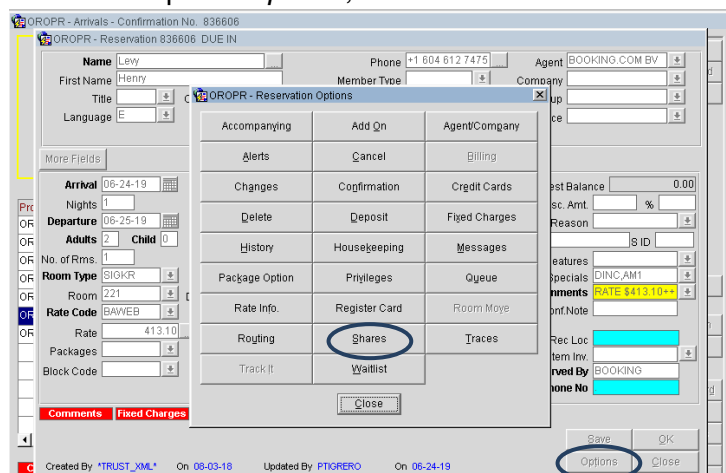 OROPR - Arrivals - Confirmation No. 836606
OROPR - Reservation 836606 DUE IN
Name Levy ... Phone +1 604 612 7475 ... Agent BOOKING.COM BV
First Name Henry Member Type Company
Title
Language E
More Fields
OROPR - Reservation Options
Accompanying Add On Agent/Company
Alerts Cancel Billing
Changes Confirmation Credit Cards
Delete Deposit Fixed Charges
History Housekeeping Messages
Package Option Privileges Queue
Rate Info. Register Card Room Move
Routing Shares Traces
Track It Waitlist
Close
Arrival 06-24-19
Nights 1
Departure 06-25-19
Adults 2 Child 0
No. of Rms. 1
Room Type SIGKR
Room 221
Rate Code BAWEB
Rate 413.10
Packages
Block Code
Balance 0.00
Amt. %
Reason
S ID
Specials DINC,AM1
RATE $413.10++
Note
Rec Loc
Inv.
By BOOKING
No
Comments Fixed Charges
Save OK
Options Close
Created By *TRUST_XML* On 08-03-18 Updated By PTIGRERO On 06-24-19